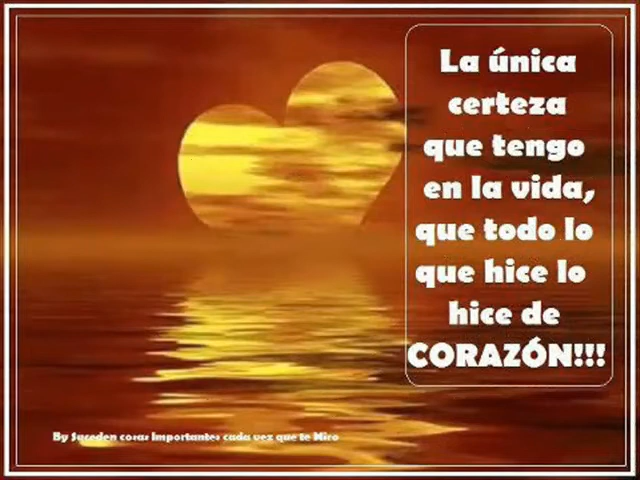 La única
certeza
que tengo
en la vida,
que todo lo
que hice lo
hice de
CORAZÓN!!!
By Suceden cosas Importantes cada vez que te Miro